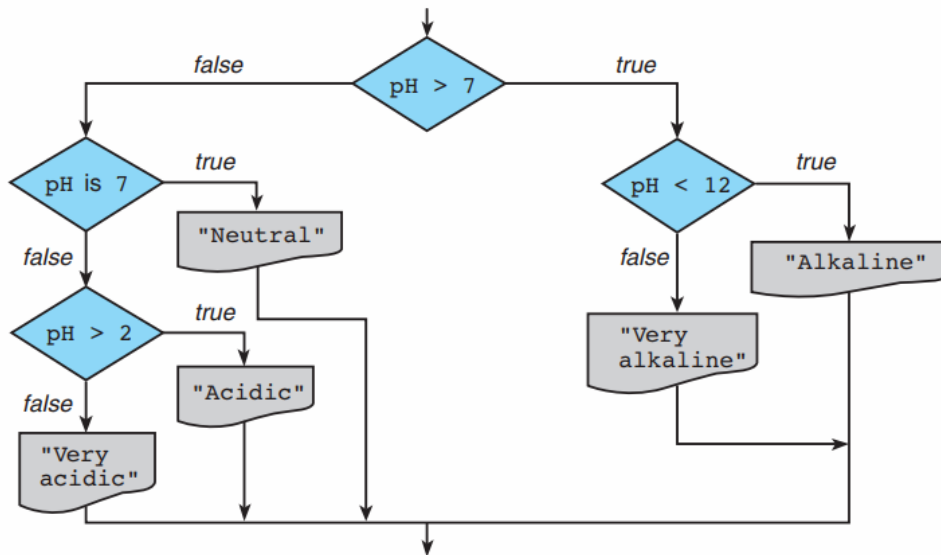 false
true
pH > 7
true
true
pH is 7
pH < 12
"Neutral"
false
false
"Alkaline"
true
pH > 2
"Very
alkaline"
"Acidic"
false
"Very
acidic"